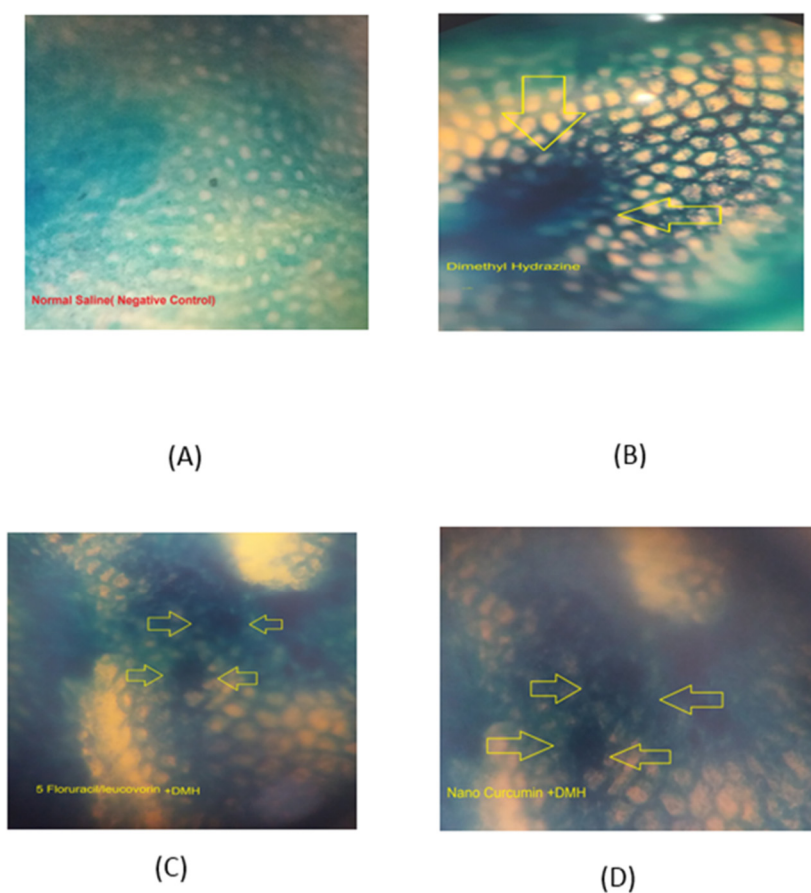 Normal Saline( Negative Control)
Dimethyl Hydrazine
(A)
(B)
5 Floruracil/leucovorin +DMH
Nano Curcumin +DMH
(C)
(D)